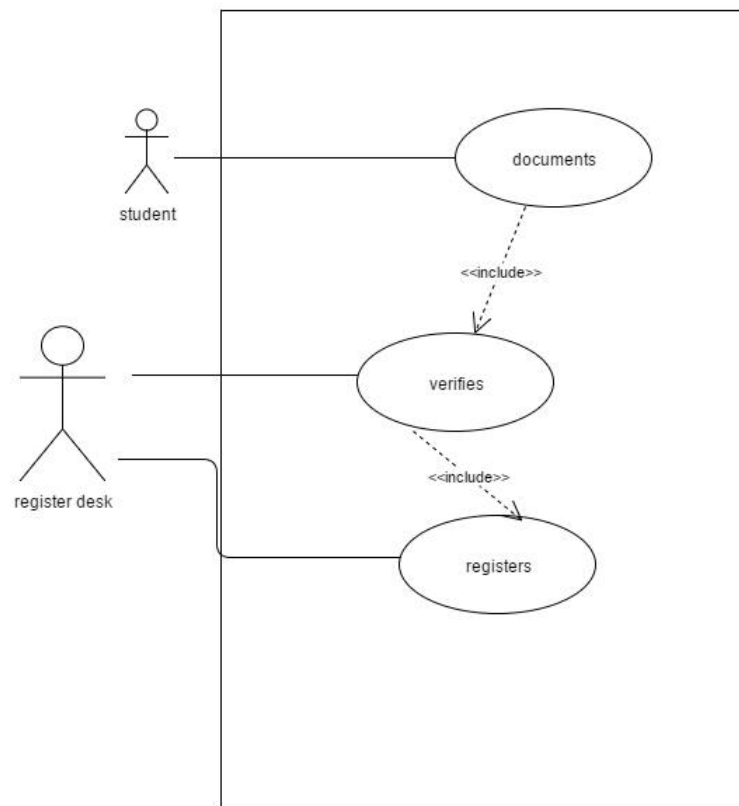 documents
student
<<include>>
verifies
register desk
<<include>>
registers